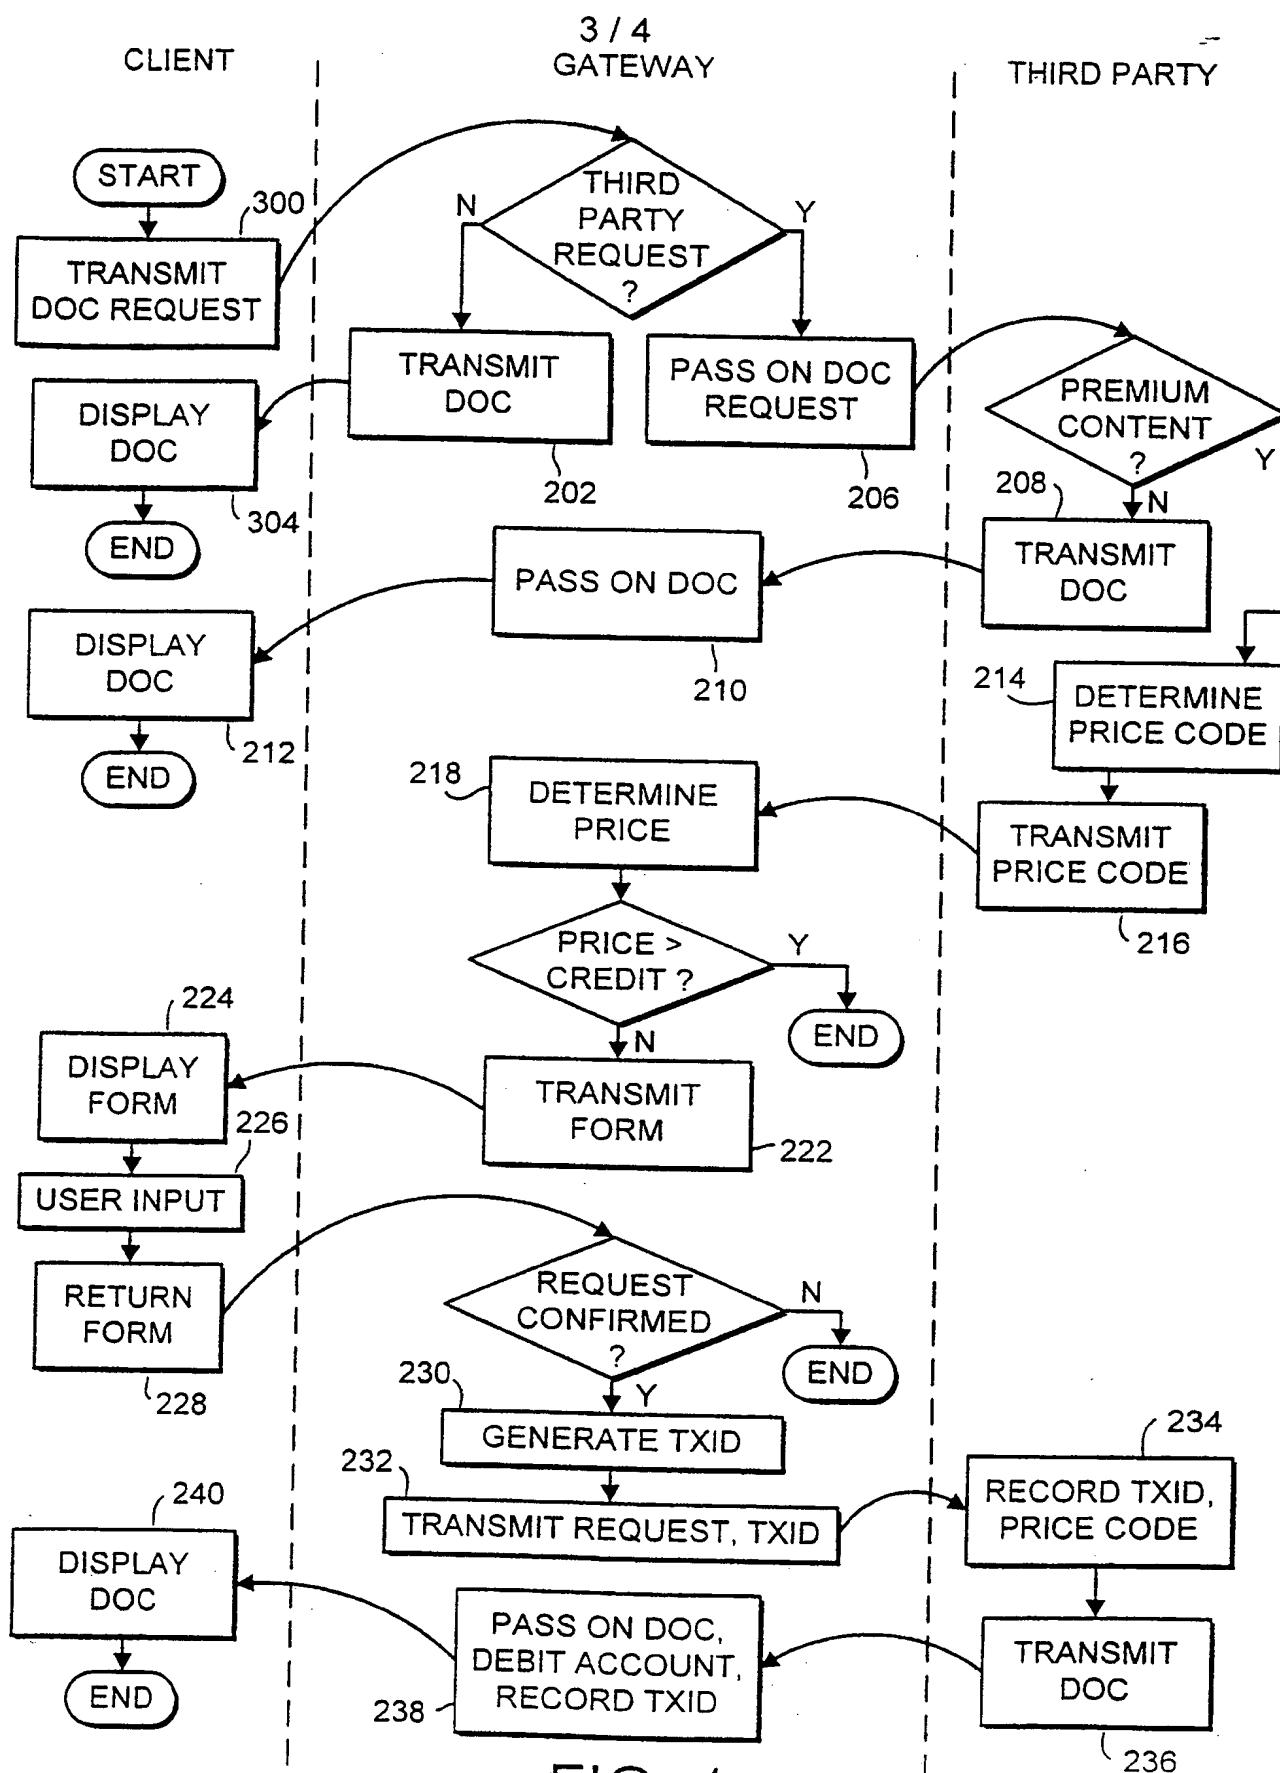 3 / 4
CLIENT
GATEWAY
THIRD PARTY
START
300
TRANSMIT
DOC REQUEST
THIRD
PARTY
REQUEST
?
N
Y
TRANSMIT
DOC
202
PASS ON DOC
REQUEST
206
DISPLAY
DOC
304
END
PREMIUM
CONTENT
?
Y
N
208
TRANSMIT
DOC
PASS ON DOC
210
DISPLAY
DOC
212
END
214
DETERMINE
PRICE CODE
TRANSMIT
PRICE CODE
216
218
DETERMINE
PRICE
PRICE >
CREDIT ?
Y
END
N
TRANSMIT
FORM
222
224
DISPLAY
FORM
226
USER INPUT
RETURN
FORM
228
REQUEST
CONFIRMED
?
N
END
Y
230
GENERATE TXID
232
TRANSMIT REQUEST, TXID
234
RECORD TXID,
PRICE CODE
TRANSMIT
DOC
236
PASS ON DOC,
DEBIT ACCOUNT,
RECORD TXID
238
240
DISPLAY
DOC
END